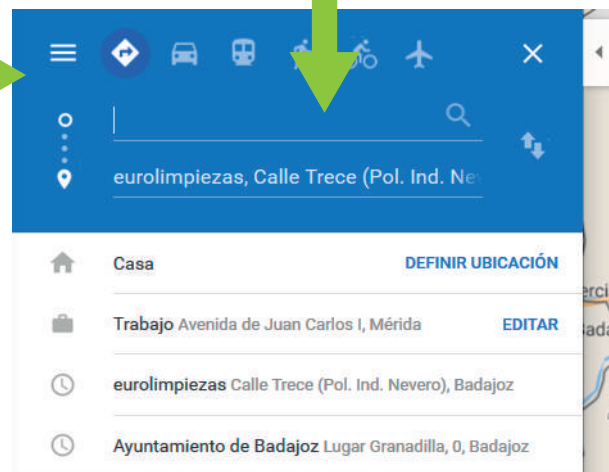 eurolimpiezas, Calle Trece (Pol. Ind.
Casa DEFINIR UBICACIÓN
Trabajo Avenida de Juan Carlos I, Mérida EDITAR
eurolimpiezas Calle Trece (Pol. Ind. Nevero), Badajoz
Ayuntamiento de Badajoz Lugar Granadilla, 0, Badajoz